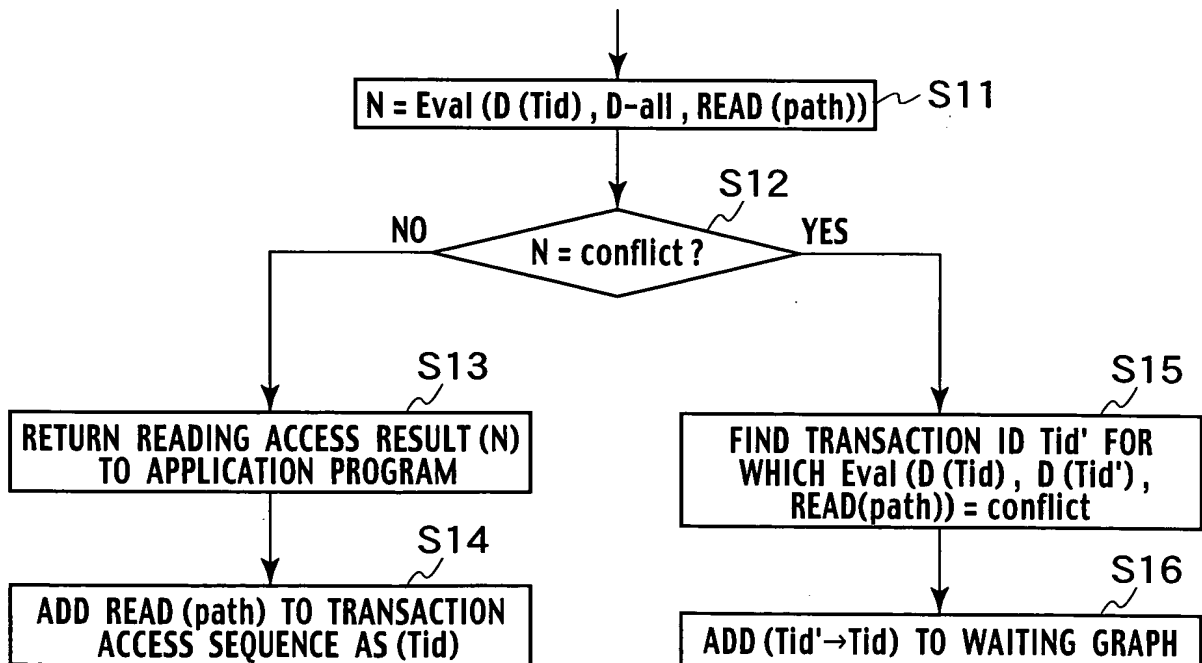 N = Eval (D (Tid) , D-all , READ (path))
S11
S12
NO
N = conflict ?
YES
S13
RETURN READING ACCESS RESULT (N)
TO APPLICATION PROGRAM
S15
FIND TRANSACTION ID Tid' FOR
WHICH Eval (D (Tid) , D (Tid') ,
READ(path)) = conflict
S14
ADD READ (path) TO TRANSACTION
ACCESS SEQUENCE AS (Tid)
S16
ADD (Tid'→Tid) TO WAITING GRAPH